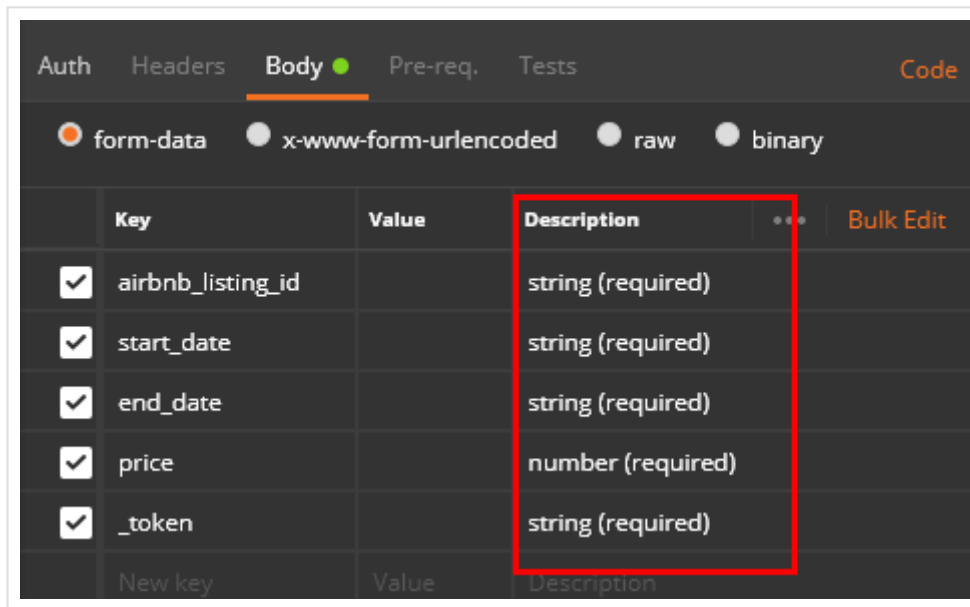 Auth Headers Body Pre-req. Tests Code
form-data x-www-form-urlencoded raw binary
Key Value Description Bulk Edit
airbnb_listing_id string (required)
start_date string (required)
end_date string (required)
price number (required)
_token string (required)
New key Value Description